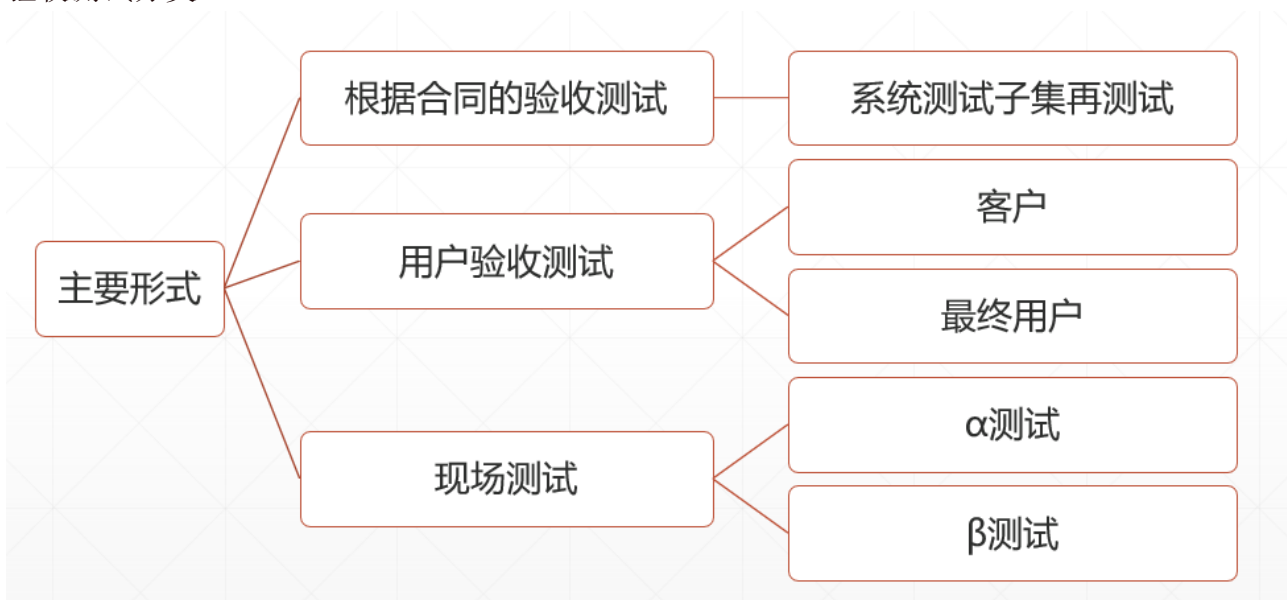 主要形式
根据合同的验收测试
系统测试子集再测试
用户验收测试
客户
最终用户
现场测试
α测试
β测试